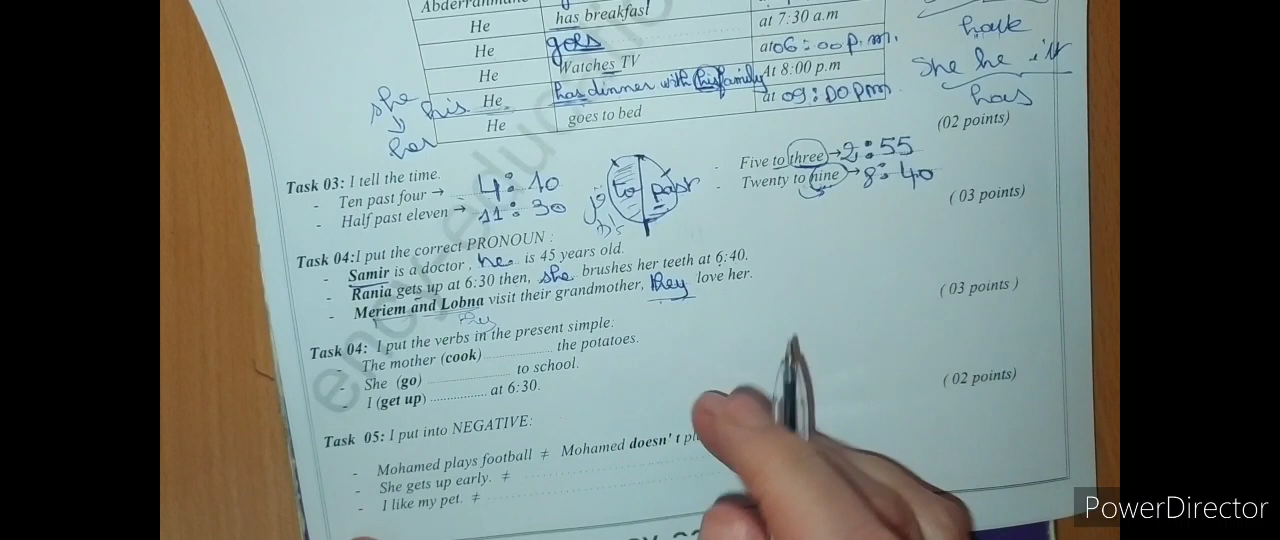 He has breakfast at 7:30 a.m
He goes at 06:00 p.m. have
He Watches TV At 8:00 p.m She he it
she his He has dinner with his family at 09:00 pm has
her He goes to bed
(02 points)
Task 03: I tell the time.
- Ten past four → 4:10 to past - Five to three → 2:55
- Half past eleven → 11:30 - Twenty to nine → 8:40
( 03 points)
Task 04:I put the correct PRONOUN :
- Samir is a doctor , he is 45 years old.
- Rania gets up at 6:30 then, she brushes her teeth at 6:40.
- Meriem and Lobna visit their grandmother, they love her.
they
( 03 points )
Task 04: I put the verbs in the present simple:
- The mother (cook) .................. the potatoes.
- She (go) .................. to school.
- I (get up) .................. at 6:30.
( 02 points)
Task 05: I put into NEGATIVE:
- Mohamed plays football ≠ Mohamed doesn't
- She gets up early. ≠
- I like my pet. ≠
PowerDirector